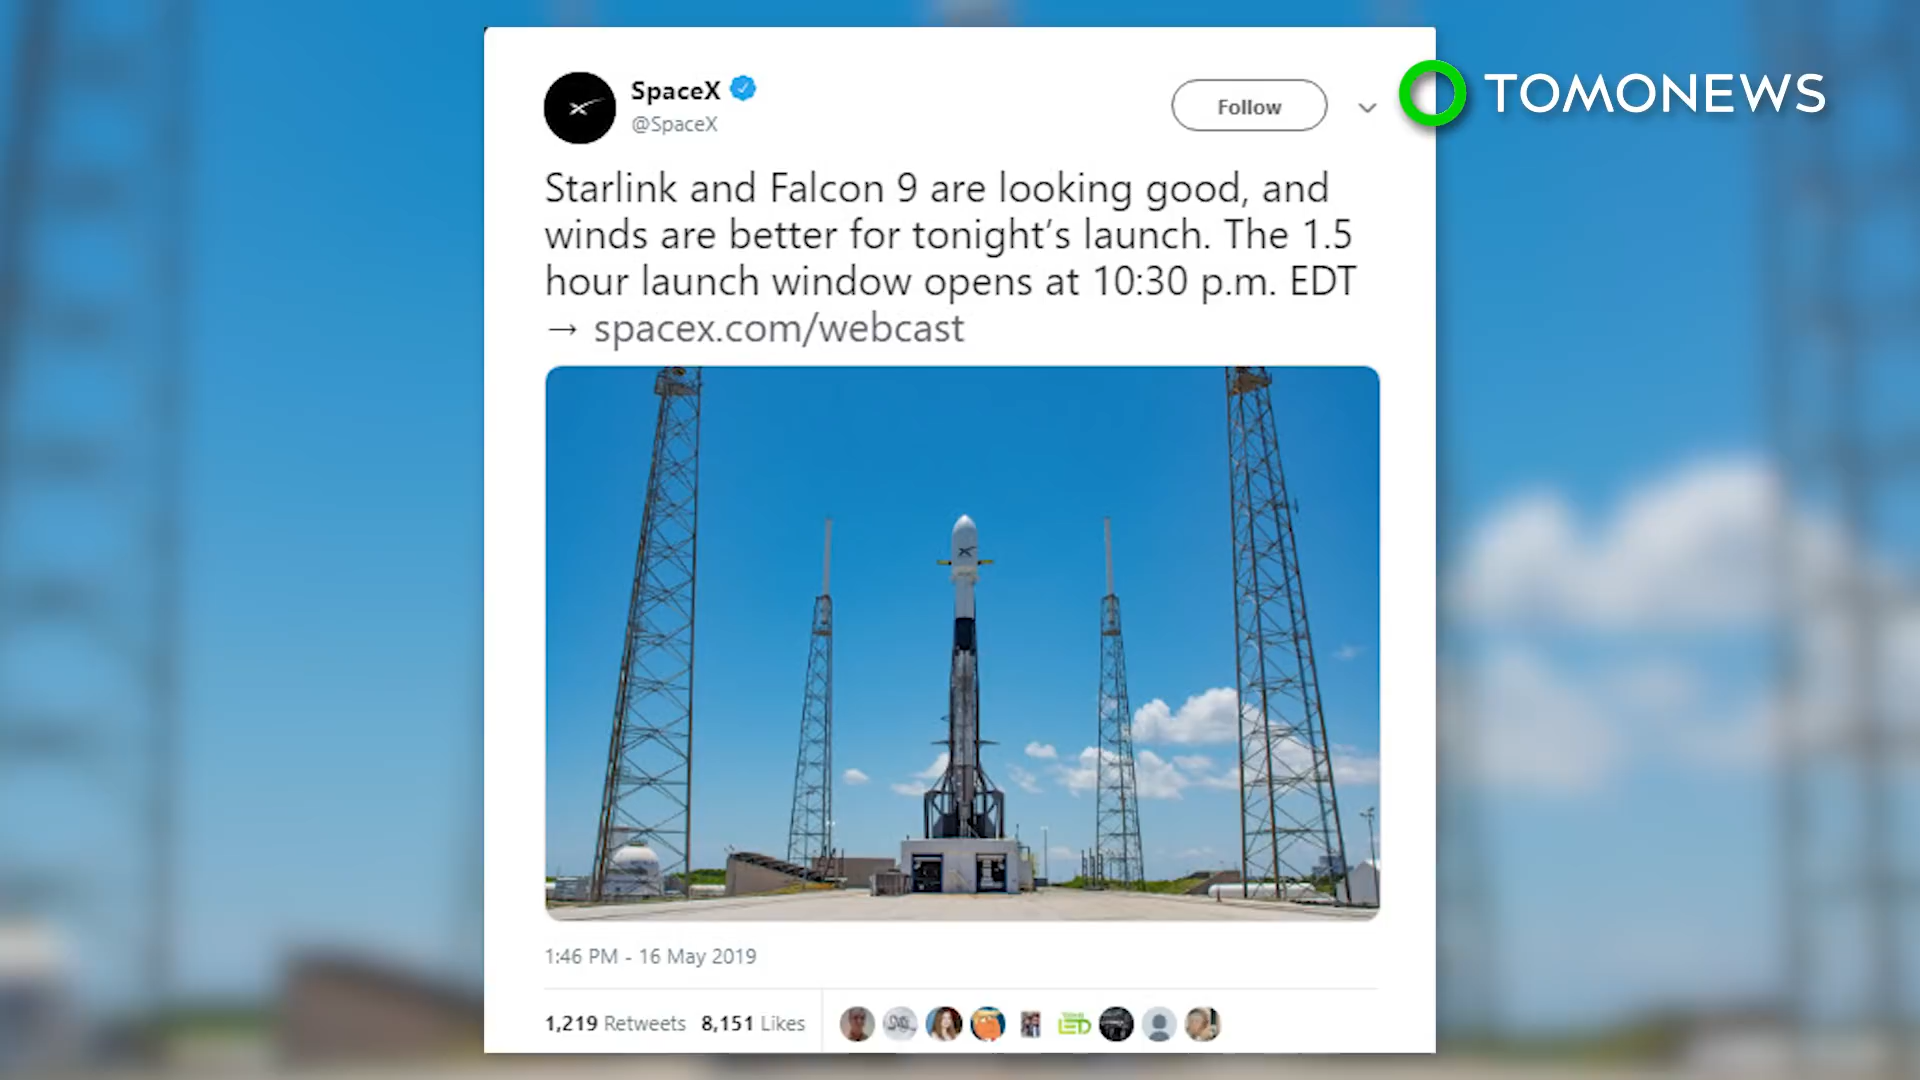 SpaceX
@SpaceX
Follow
TOMONEWS
Starlink and Falcon 9 are looking good, and
winds are better for tonight's launch. The 1.5
hour launch window opens at 10:30 p.m. EDT
→ spacex.com/webcast
1:46 PM - 16 May 2019
1,219 Retweets 8,151 Likes